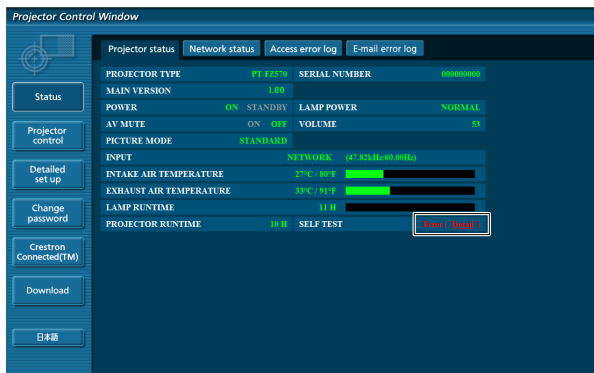 Projector Control Window
Projector status Network status Access error log E-mail error log
PROJECTOR TYPE PT-FZ570 SERIAL NUMBER 000000000
MAIN VERSION 1.00
Status
POWER ON STANDBY LAMP POWER NORMAL
AV MUTE ON OFF VOLUME 53
Projector
control
PICTURE MODE STANDARD
INPUT NETWORK (47.82kHz/60.00Hz)
Detailed
set up
INTAKE AIR TEMPERATURE 27°C / 80°F
EXHAUST AIR TEMPERATURE 33°C / 91°F
Change
password
LAMP RUNTIME 11 H
PROJECTOR RUNTIME 10 H SELF TEST Error ( Detail )
Crestron
Connected(TM)
Download
日本語